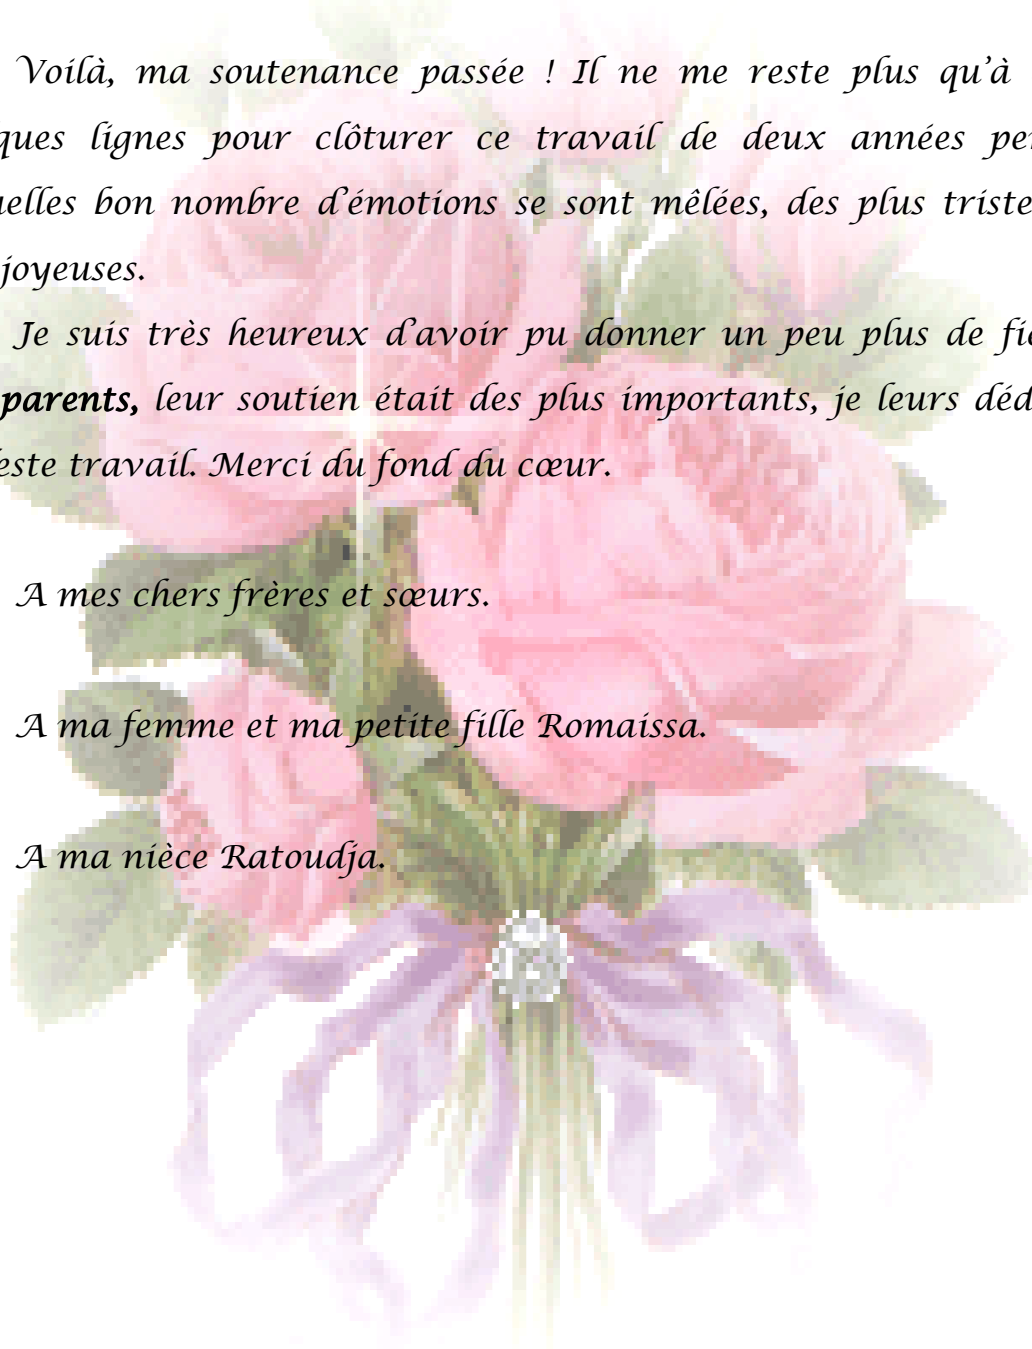 Voilà, ma soutenance passée ! Il ne me reste plus qu’à
ques lignes pour clôturer ce travail de deux années pe
uelles bon nombre d’émotions se sont mêlées, des plus triste
joyeuses.
Je suis très heureux d’avoir pu donner un peu plus de fie
parents, leur soutien était des plus importants, je leurs déd
este travail. Merci du fond du cœur.
A mes chers frères et sœurs.
A ma femme et ma petite fille Romaissa.
A ma nièce Ratoudja.